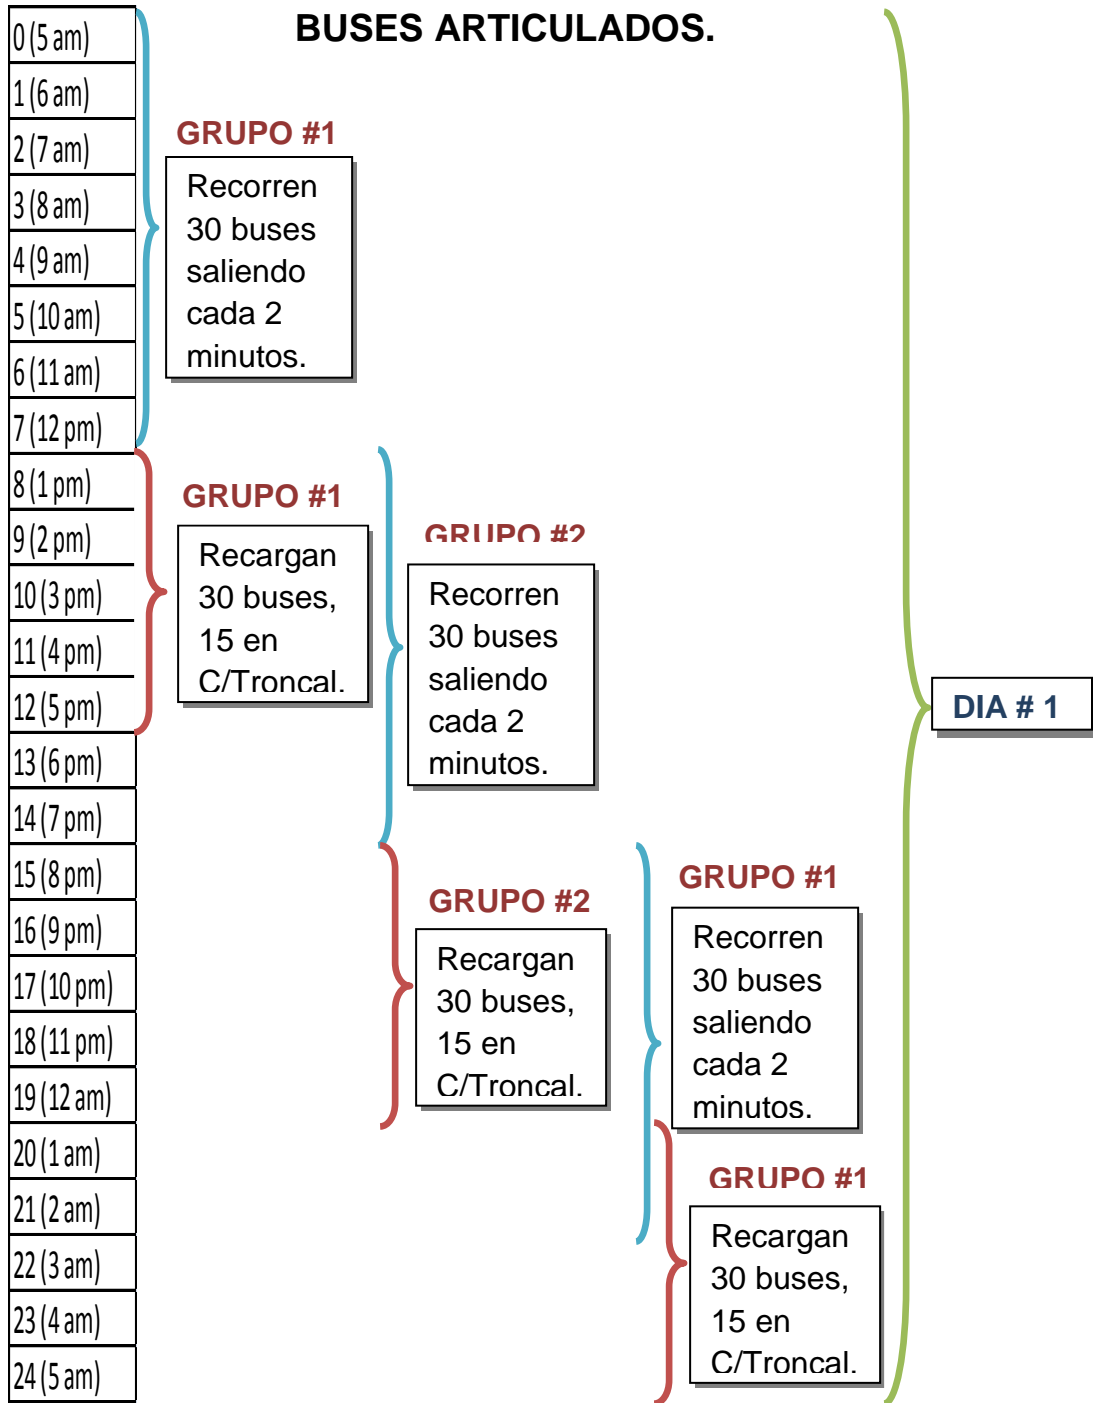 BUSES ARTICULADOS.
0 (5 am)
1 (6 am)
2 (7 am)
3 (8 am)
4 (9 am)
5 (10 am)
6 (11 am)
7 (12 pm)
8 (1 pm)
9 (2 pm)
10 (3 pm)
11 (4 pm)
12 (5 pm)
13 (6 pm)
14 (7 pm)
15 (8 pm)
16 (9 pm)
17 (10 pm)
18 (11 pm)
19 (12 am)
20 (1 am)
21 (2 am)
22 (3 am)
23 (4 am)
24 (5 am)
GRUPO #1
Recorren
30 buses
saliendo
cada 2
minutos.
GRUPO #1
Recargan
30 buses,
15 en
C/Troncal.
GRUPO #2
Recorren
30 buses
saliendo
cada 2
minutos.
GRUPO #2
Recargan
30 buses,
15 en
C/Troncal.
GRUPO #1
Recorren
30 buses
saliendo
cada 2
minutos.
GRUPO #1
Recargan
30 buses,
15 en
C/Troncal.
DIA # 1